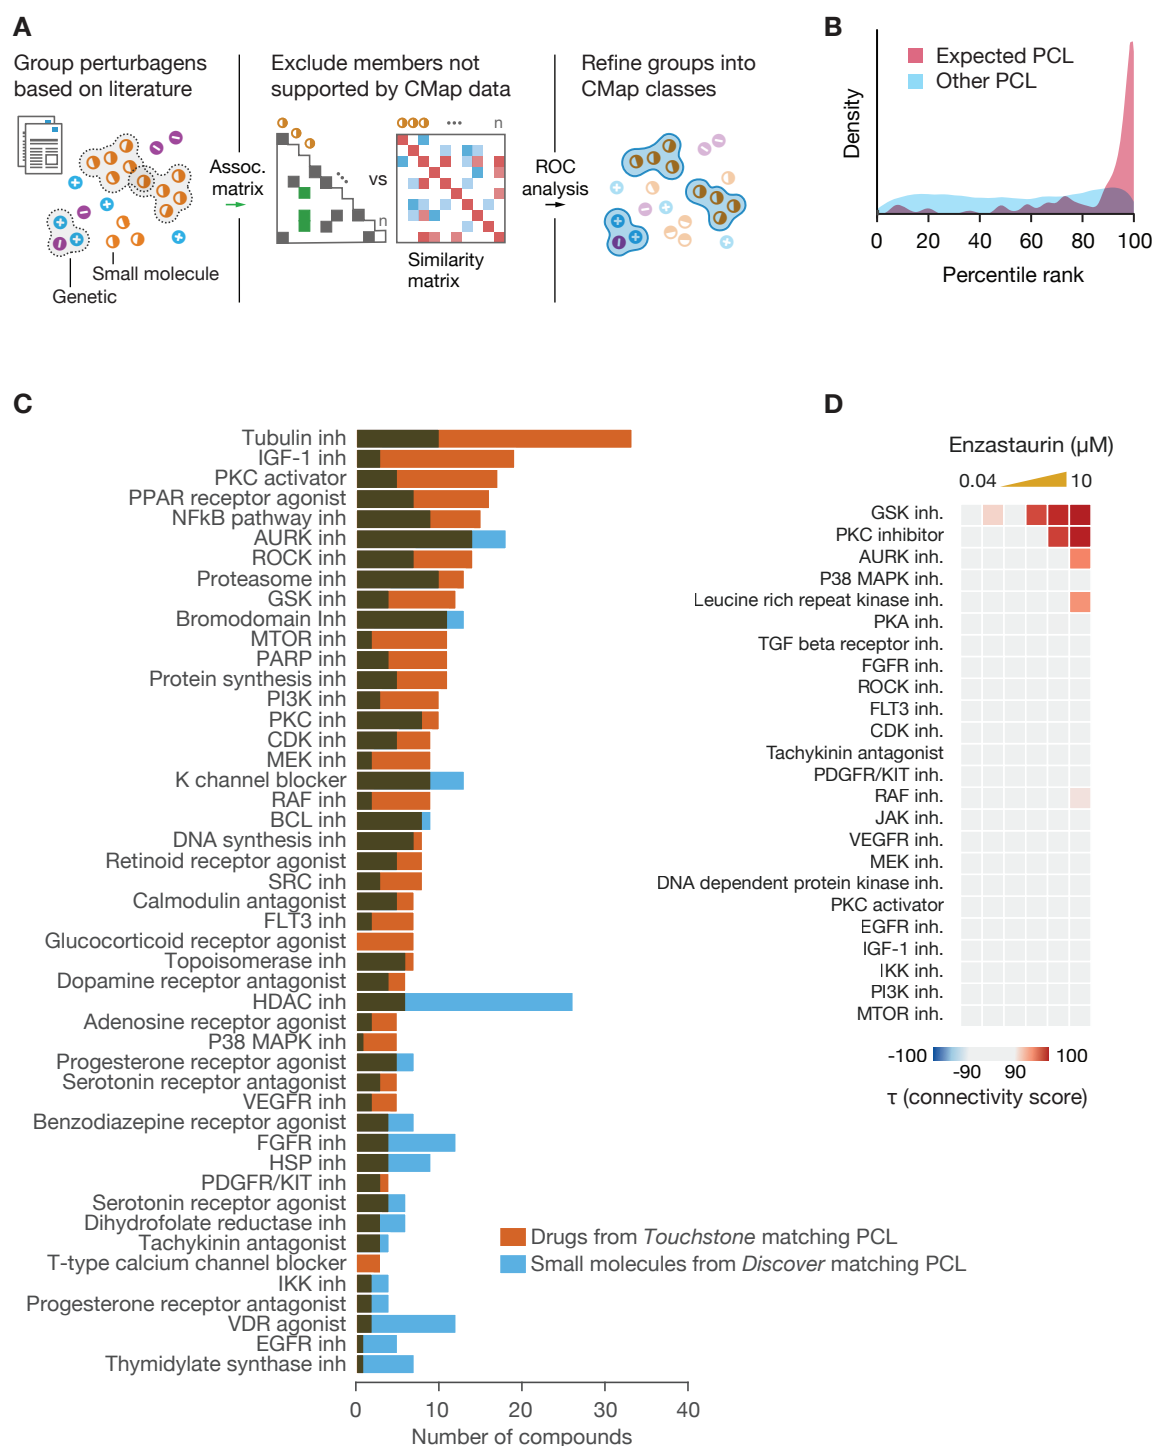 A
Group perturbagens
based on literature
Genetic
Small molecule
Assoc.
matrix
Exclude members not
supported by CMap data
n
vs
n
Similarity
matrix
ROC
analysis
Refine groups into
CMap classes
B
Density
Expected PCL
Other PCL
0 20 40 60 80 100
Percentile rank
C
Tubulin inh
IGF-1 inh
PKC activator
PPAR receptor agonist
NFkB pathway inh
AURK inh
ROCK inh
Proteasome inh
GSK inh
Bromodomain Inh
MTOR inh
PARP inh
Protein synthesis inh
PI3K inh
PKC inh
CDK inh
MEK inh
K channel blocker
RAF inh
BCL inh
DNA synthesis inh
Retinoid receptor agonist
SRC inh
Calmodulin antagonist
FLT3 inh
Glucocorticoid receptor agonist
Topoisomerase inh
Dopamine receptor antagonist
HDAC inh
Adenosine receptor agonist
P38 MAPK inh
Progesterone receptor agonist
Serotonin receptor antagonist
VEGFR inh
Benzodiazepine receptor agonist
FGFR inh
HSP inh
PDGFR/KIT inh
Serotonin receptor agonist
Dihydrofolate reductase inh
Tachykinin antagonist
T-type calcium channel blocker
IKK inh
Progesterone receptor antagonist
VDR agonist
EGFR inh
Thymidylate synthase inh
Drugs from Touchstone matching PCL
Small molecules from Discover matching PCL
0 10 20 30 40
Number of compounds
D
Enzastaurin (µM)
0.04 10
GSK inh.
PKC inhibitor
AURK inh.
P38 MAPK inh.
Leucine rich repeat kinase inh.
PKA inh.
TGF beta receptor inh.
FGFR inh.
ROCK inh.
FLT3 inh.
CDK inh.
Tachykinin antagonist
PDGFR/KIT inh.
RAF inh.
JAK inh.
VEGFR inh.
MEK inh.
DNA dependent protein kinase inh.
PKC activator
EGFR inh.
IGF-1 inh.
IKK inh.
PI3K inh.
MTOR inh.
-100 100
-90 90
τ (connectivity score)